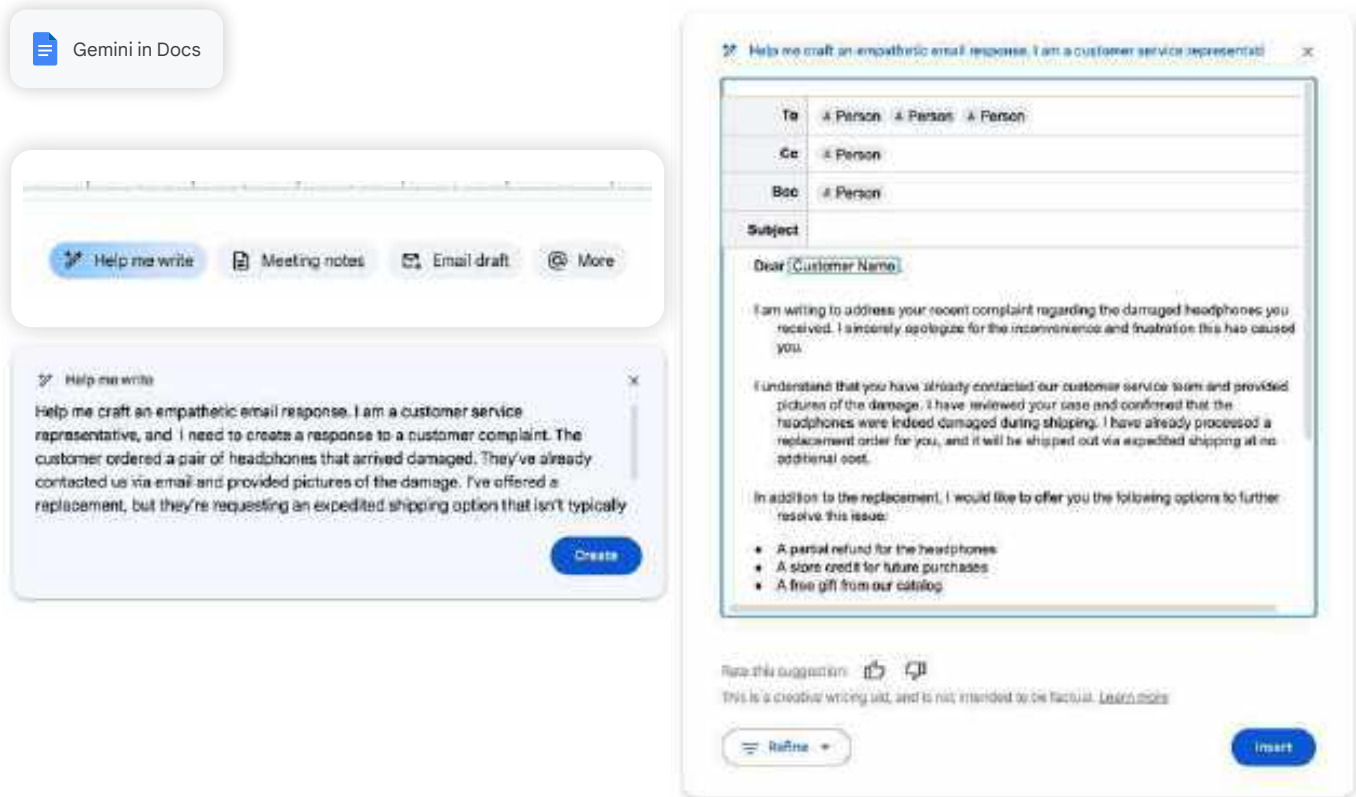 Gemini in Docs
Help me write
Meeting notes
Email draft
More
Help me write
Help me craft an empathetic email response. I am a customer service
representative, and I need to create a response to a customer complaint. The
customer ordered a pair of headphones that arrived damaged. They've already
contacted us via email and provided pictures of the damage. I've offered a
replacement, but they're requesting an expedited shipping option that isn't typically
Create
Help me craft an empathetic email response. I am a customer service representati
To
Person
Person
Person
Cc
Person
Bcc
Person
Subject
Dear Customer Name,
I am writing to address your recent complaint regarding the damaged headphones you
received. I sincerely apologize for the inconvenience and frustration this has caused
you.
I understand that you have already contacted our customer service team and provided
pictures of the damage. I have reviewed your case and confirmed that the
headphones were indeed damaged during shipping. I have already processed a
replacement order for you, and it will be shipped out via expedited shipping at no
additional cost.
In addition to the replacement, I would like to offer you the following options to further
resolve this issue:
• A partial refund for the headphones
• A store credit for future purchases
• A free gift from our catalog
Rate this suggestion:
This is a creative writing aid, and is not intended to be factual. Learn more
Refine
Insert